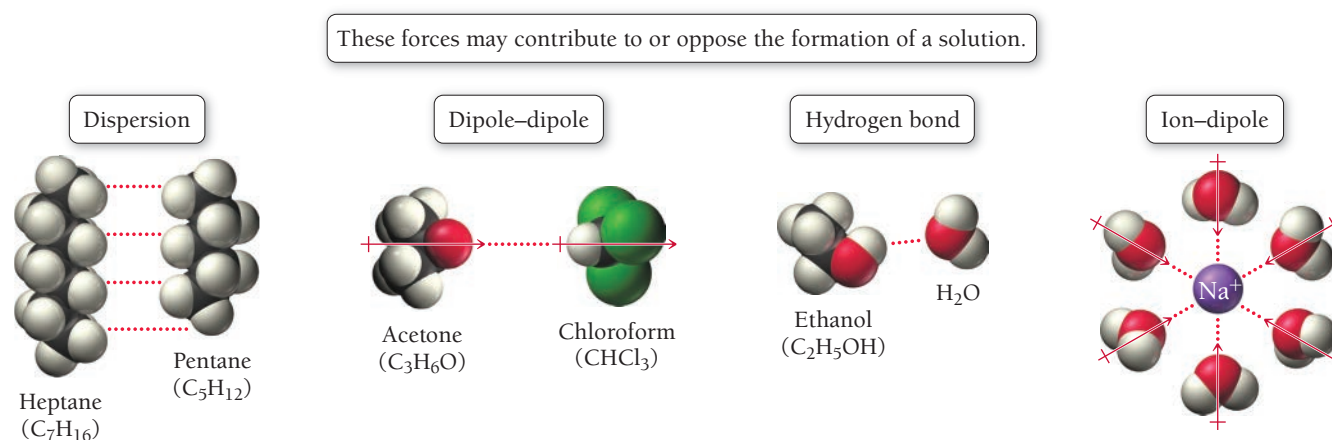 These forces may contribute to or oppose the formation of a solution.
Dispersion
Dipole–dipole
Hydrogen bond
Ion–dipole
Heptane
(C₇H₁₆)
Pentane
(C₅H₁₂)
Acetone
(C₃H₆O)
Chloroform
(CHCl₃)
Ethanol
(C₂H₅OH)
H₂O
Na⁺